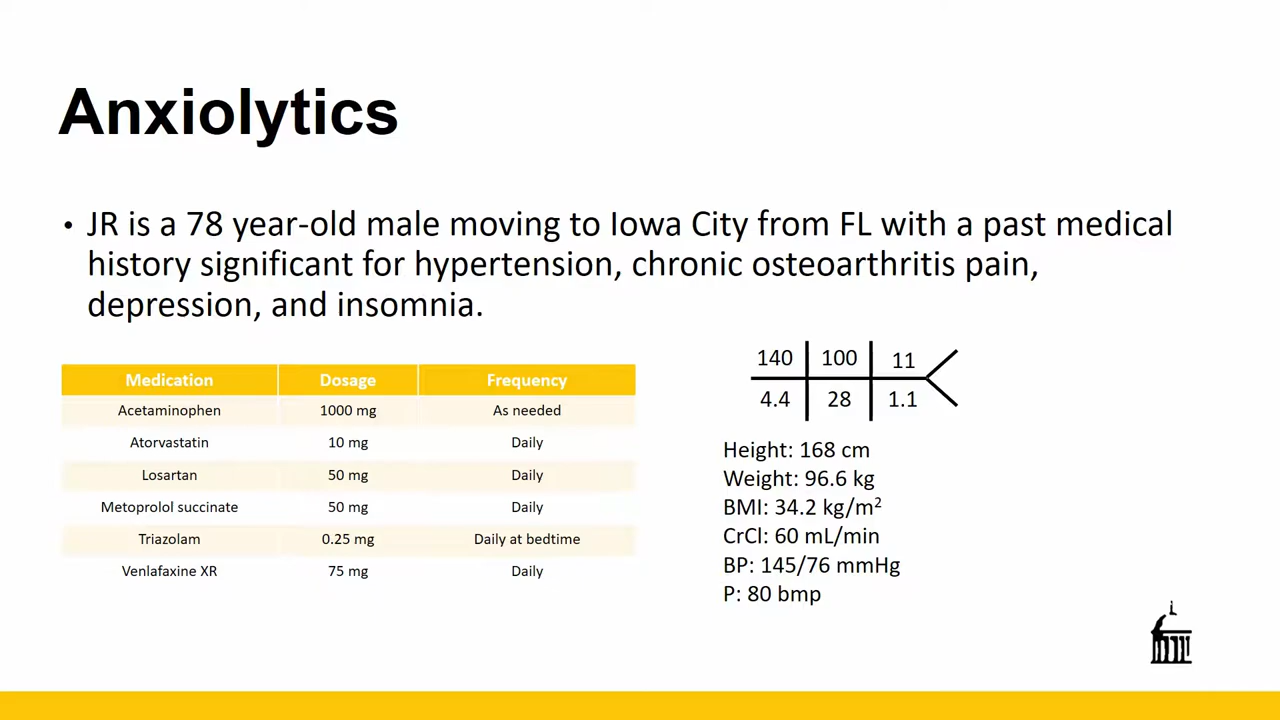 Anxiolytics
• JR is a 78 year-old male moving to Iowa City from FL with a past medical
history significant for hypertension, chronic osteoarthritis pain,
depression, and insomnia.
Medication Dosage Frequency
Acetaminophen 1000 mg As needed
Atorvastatin 10 mg Daily
Losartan 50 mg Daily
Metoprolol succinate 50 mg Daily
Triazolam 0.25 mg Daily at bedtime
Venlafaxine XR 75 mg Daily
140 100 11
4.4 28 1.1
Height: 168 cm
Weight: 96.6 kg
BMI: 34.2 kg/m²
CrCl: 60 mL/min
BP: 145/76 mmHg
P: 80 bmp